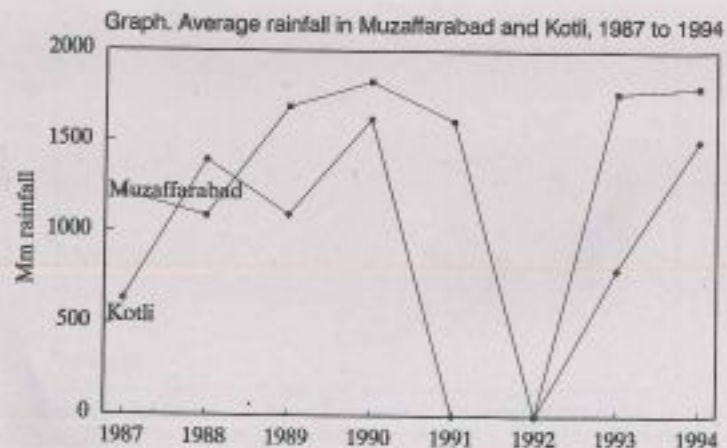 Graph. Average rainfall in Muzaffarabad and Kotli, 1987 to 1994
2000
1500
1000
500
0
Mm rainfall
Muzaffarabad
Kotli
1987 1988 1989 1990 1991 1992 1993 1994